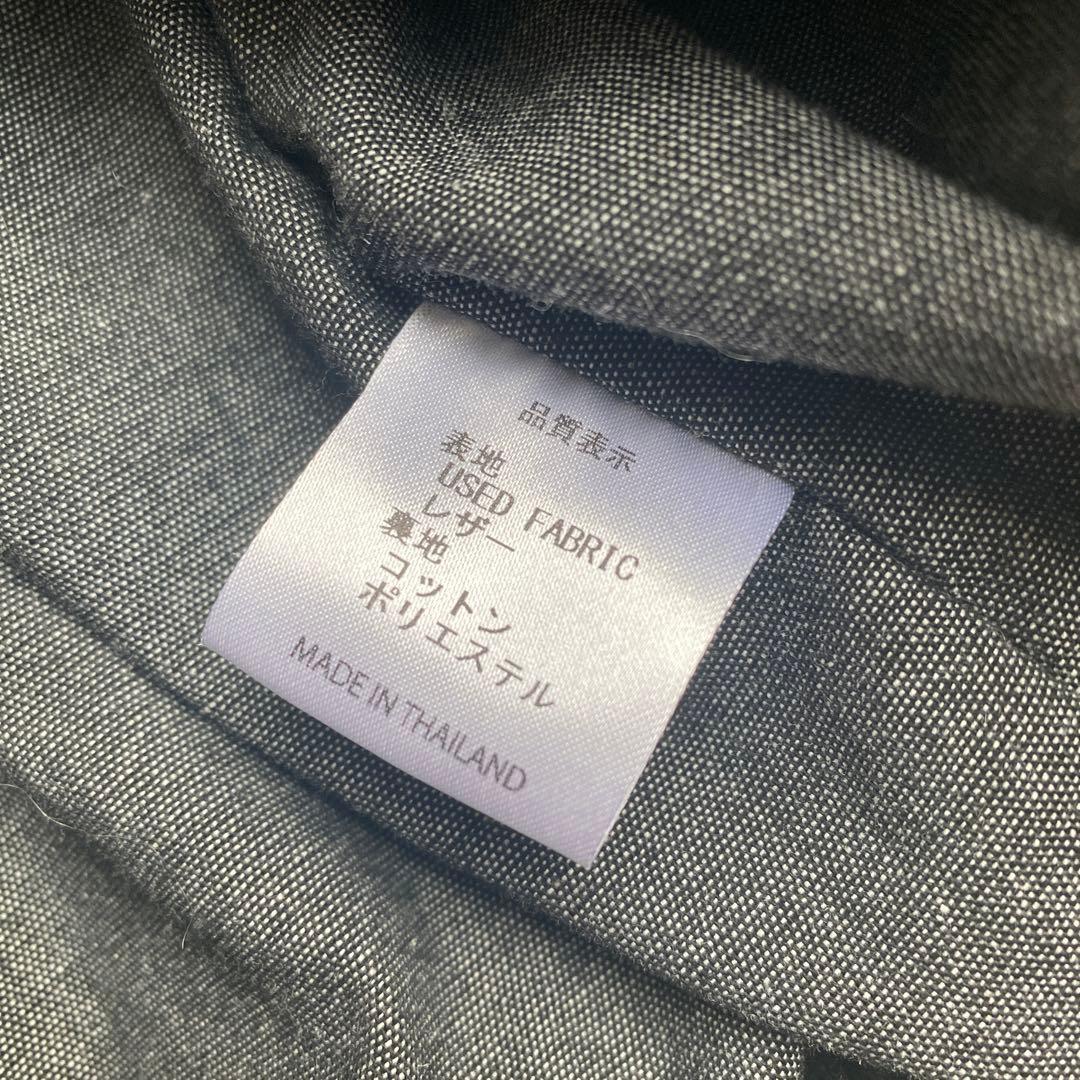 品質表示
表地
USED FABRIC
レザー
裏地
コットン
ポリエステル
MADE IN THAILAND